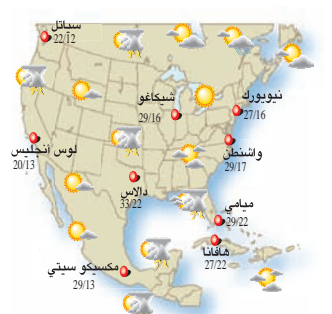 سياتل
22/12
شيكاغو
29/16
نيويورك
27/16
لوس أنجليس
20/13
واشنطن
29/17
دالاس
33/22
ميامي
29/22
هافانا
27/22
مكسيكو سيتي
29/13